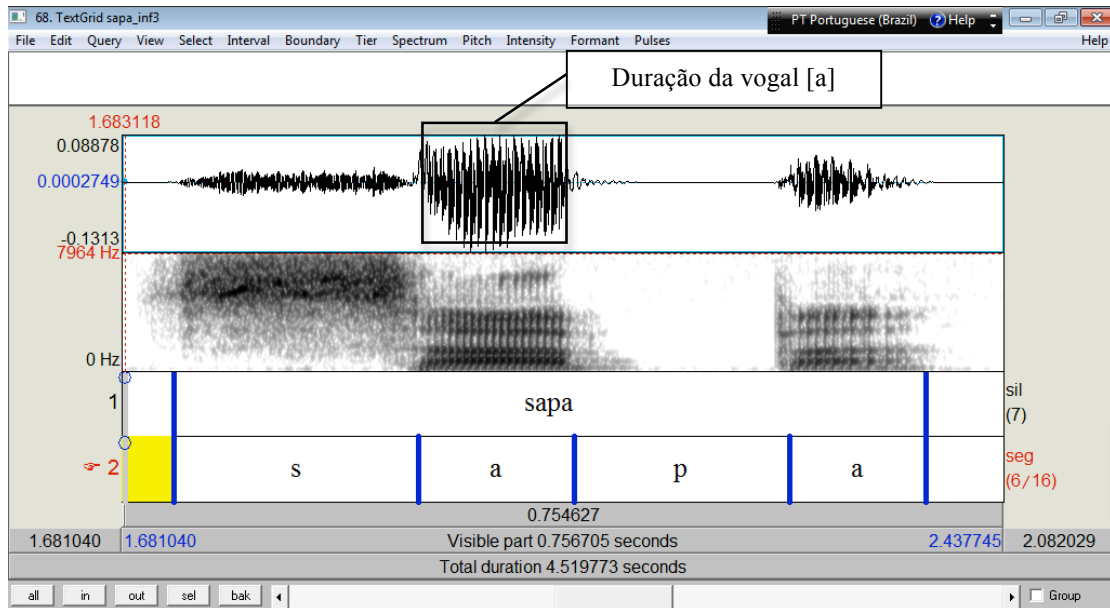 68. TextGrid sapa_inf3
PT Portuguese (Brazil) Help
File Edit Query View Select Interval Boundary Tier Spectrum Pitch Intensity Formant Pulses Help
Duração da vogal [a]
1.683118
0.08878
0.0002749
-0.1313
7964 Hz
0 Hz
1 sapa sil
(7)
2 s a p a seg
(6/16)
0.754627
1.681040 1.681040 Visible part 0.756705 seconds 2.437745 2.082029
Total duration 4.519773 seconds
all in out sel bak Group